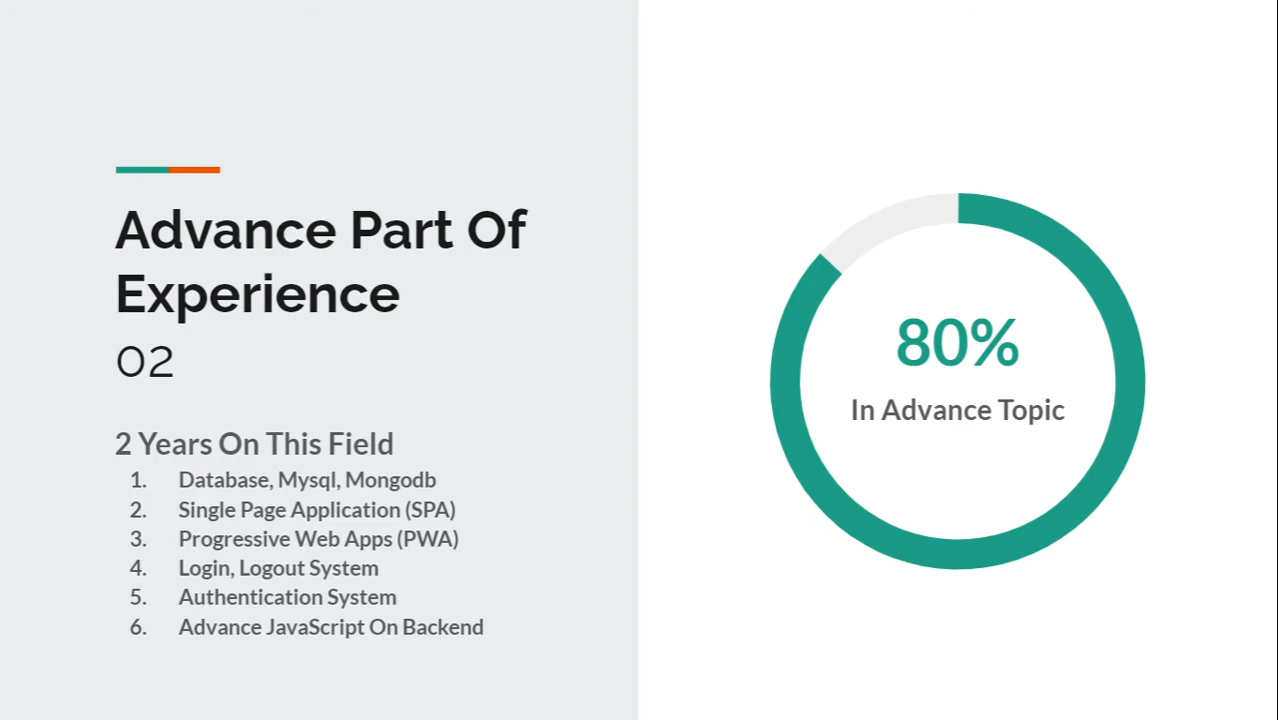 Advance Part Of
Experience
02
2 Years On This Field
1. Database, Mysql, Mongodb
2. Single Page Application (SPA)
3. Progressive Web Apps (PWA)
4. Login, Logout System
5. Authentication System
6. Advance JavaScript On Backend
80%
In Advance Topic